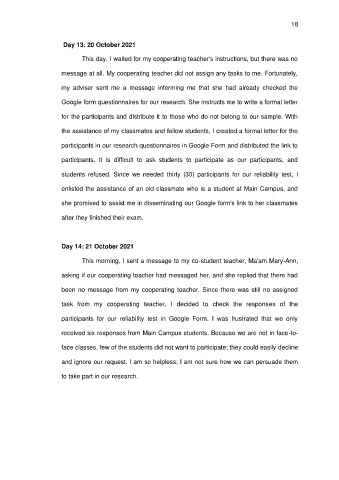 18
Day 13: 20 October 2021
This day, I waited for my cooperating teacher's instructions, but there was no
message at all. My cooperating teacher did not assign any tasks to me. Fortunately,
my adviser sent me a message informing me that she had already checked the
Google form questionnaires for our research. She instructs me to write a formal letter
for the participants and distribute it to those who do not belong to our sample. With
the assistance of my classmates and fellow students, I created a formal letter for the
participants in our research questionnaires in Google Form and distributed the link to
participants. It is difficult to ask students to participate as our participants, and
students refused. Since we needed thirty (30) participants for our reliability test, I
enlisted the assistance of an old classmate who is a student at Main Campus, and
she promised to assist me in disseminating our Google form's link to her classmates
after they finished their exam.
Day 14: 21 October 2021
This morning, I sent a message to my co-student teacher, Ma'am Mary-Ann,
asking if our cooperating teacher had messaged her, and she replied that there had
been no message from my cooperating teacher. Since there was still no assigned
task from my cooperating teacher, I decided to check the responses of the
participants for our reliability test in Google Form. I was frustrated that we only
received six responses from Main Campus students. Because we are not in face-to-
face classes, few of the students did not want to participate; they could easily decline
and ignore our request. I am so helpless; I am not sure how we can persuade them
to take part in our research.